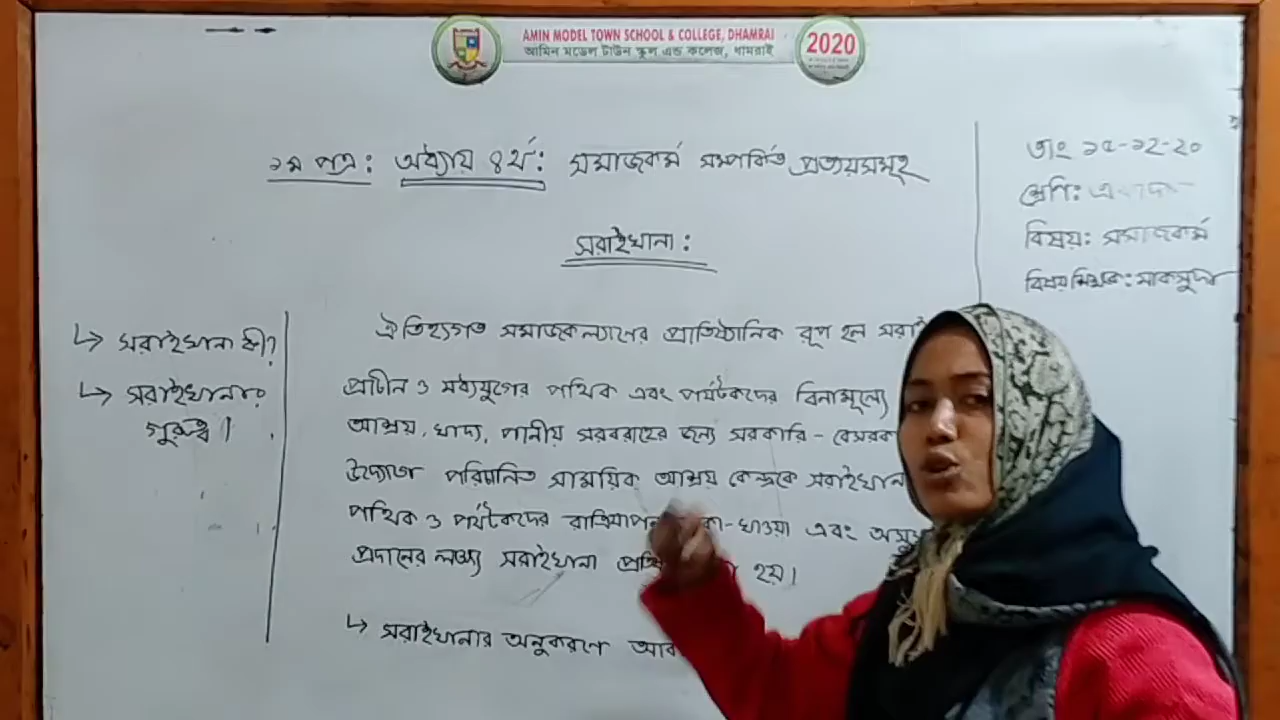 AMIN MODEL TOWN SCHOOL & COLLEGE, DHAMRAI
আমিন মডেল টাউন স্কুল এন্ড কলেজ, ধামরাই
2020
১ম পত্র: অধ্যায় ৪র্থ: সমাজকর্ম সম্পর্কিত প্রত্যয়সমূহ
তাং ১৫-১২-২০
শ্রেণি: একাদশ
বিষয়: সমাজকর্ম
বিষয় শিক্ষক: মাকসুদা
সরাইখানা:
↳ সরাইখানা কী?
↳ সরাইখানার
গুরুত্ব।
ঐতিহ্যগত সমাজকল্যাণের প্রাতিষ্ঠানিক রূপ হল
প্রাচীন ও মধ্যযুগের পথিক এবং পর্যটকদের বিনামূল্যে
আশ্রয়, খাদ্য, পানীয় সরবরাহের জন্য সরকারি -
উদ্যোগে পরিচালিত সাময়িক আশ্রয় কেন্দ্রকে
পথিক ও পর্যটকদের খাওয়া এবং
প্রদানের লক্ষ্যে সরাইখানা হয়।
↳ সরাইখানার অনুকরণে